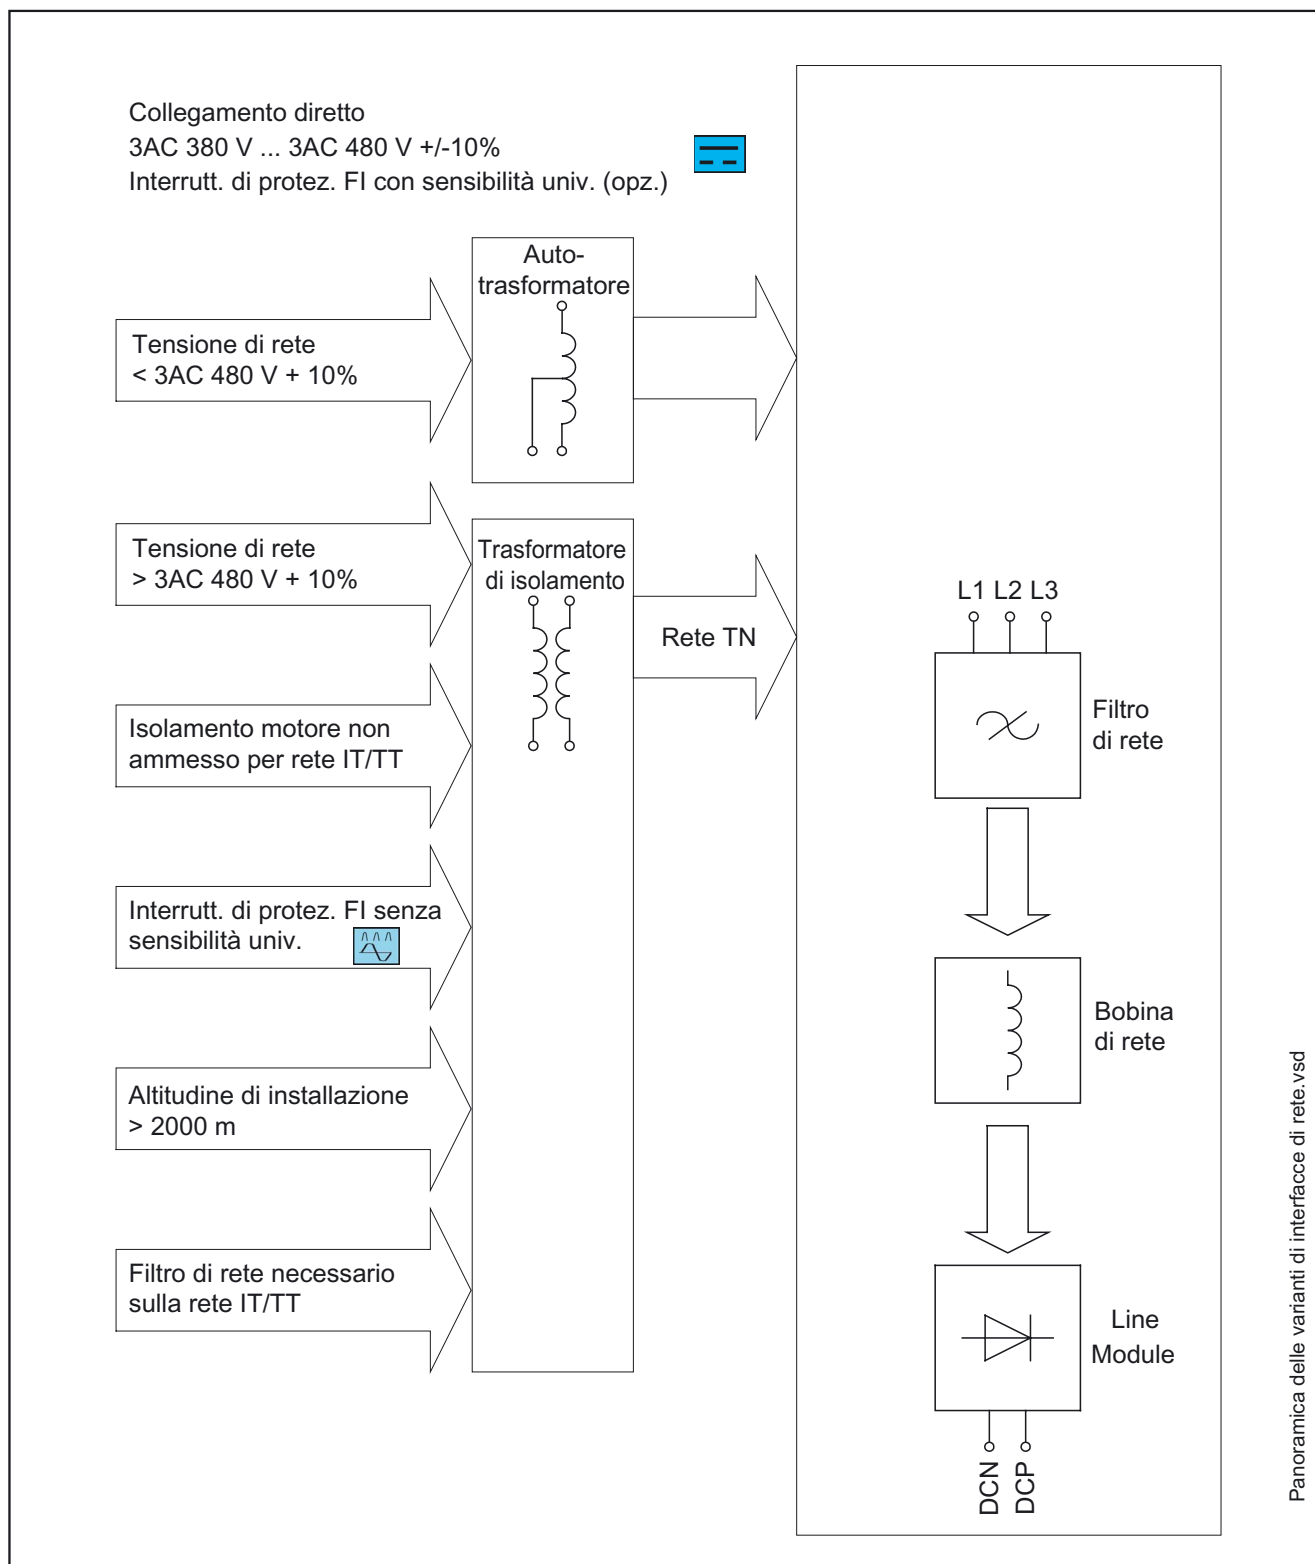 Collegamento diretto
3AC 380 V ... 3AC 480 V +/-10%
Interrutt. di protez. FI con sensibilità univ. (opz.)
Auto-
trasformatore
Tensione di rete
< 3AC 480 V + 10%
Tensione di rete
> 3AC 480 V + 10%
Trasformatore
di isolamento
Rete TN
Isolamento motore non
ammesso per rete IT/TT
Interrutt. di protez. FI senza
sensibilità univ.
Altitudine di installazione
> 2000 m
Filtro di rete necessario
sulla rete IT/TT
L1 L2 L3
Filtro
di rete
Bobina
di rete
Line
Module
DCN
DCP
Panoramica delle varianti di interfacce di rete.vsd